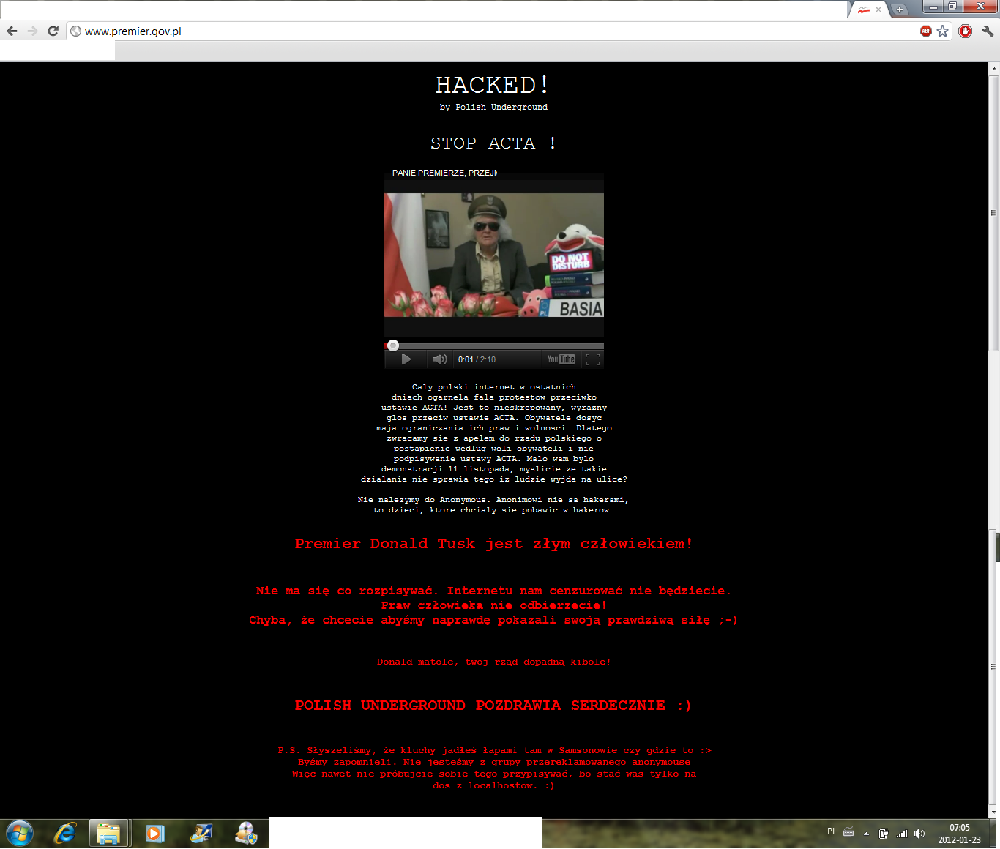 www.premier.gov.pl
ABP
HACKED!
by Polish Underground
STOP ACTA !
PANIE PREMIERZE,
DO NOT
DISTURB
PL BASIA
0:01 / 2:10
YouTube
Caly polski internet w ostatnich
dniach ogarnela fala protestow przeciwko
ustawie ACTA! Jest to nieskrepowany, wyrazny
glos przeciw ustawie ACTA. Obywatele dosyc
maja ograniczania ich praw i wolnosci. Dlatego
zwracamy sie z apelem do rzadu polskiego o
postapienie wedlug woli obywateli i nie
podpisywanie ustawy ACTA. Malo wam bylo
demonstracji 11 listopada, myslicie ze takie
dzialania nie sprawia tego iz ludzie wyjda na ulice?
Nie nalezymy do Anonymous. Anonimowi nie sa hakerami,
to dzieci, ktore chcialy sie pobawic w hakerow.
Premier Donald Tusk jest złym człowiekiem!
Nie ma się co rozpisywać. Internetu nam cenzurować nie będziecie.
Praw człowieka nie odbierzecie!
Chyba, że chcecie abyśmy naprawdę pokazali swoją prawdziwą siłę ;-)
Donald matole, twoj rząd dopadną kibole!
POLISH UNDERGROUND POZDRAWIA SERDECZNIE :)
P.S. Słyszeliśmy, że kluchy jadłeś łapami tam w Samsonowie czy gdzie to :>
Byśmy zapomnieli. Nie jesteśmy z grupy przereklamowanego anonymouse
Więc nawet nie próbujcie sobie tego przypisywać, bo stać was tylko na
dos z localhostow. :)
PL
07:05
2012-01-23